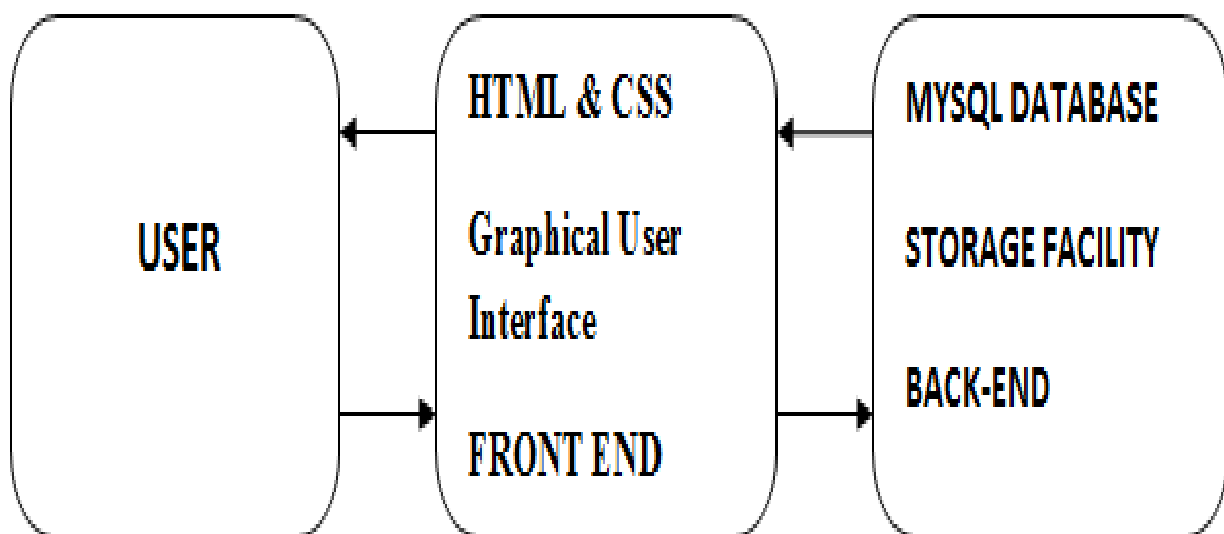 USER
HTML & CSS
Graphical User
Interface
FRONT END
MYSQL DATABASE
STORAGE FACILITY
BACK-END